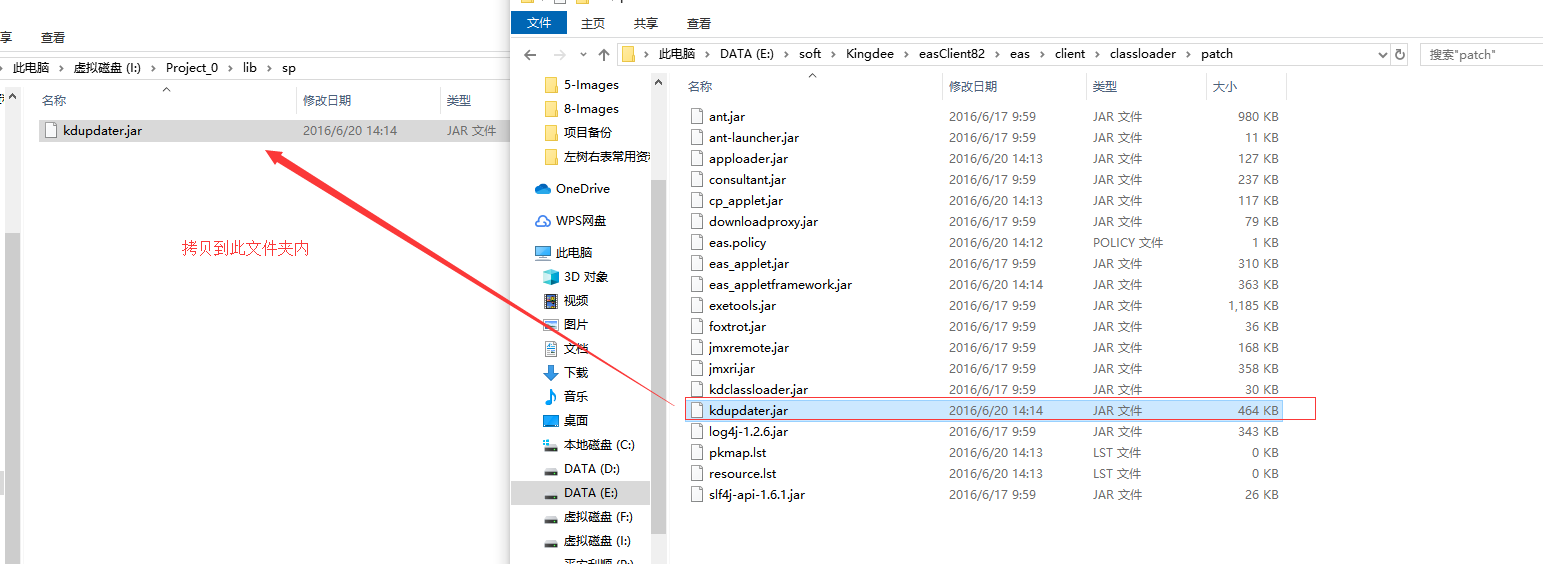 享 查看
此电脑 虚拟磁盘 (I:) Project_0 lib sp
名称 修改日期 类型
kdupdater.jar 2016/6/20 14:14 JAR 文件
拷贝到此文件夹内
文件 主页 共享 查看
此电脑 DATA (E:) soft Kingdee easClient82 eas client classloader patch
搜索"patch"
5-Images
8-Images
项目备份
左树右表常用资
OneDrive
WPS网盘
此电脑
3D 对象
视频
图片
文档
下载
音乐
桌面
本地磁盘 (C:)
DATA (D:)
DATA (E:)
虚拟磁盘 (F:)
虚拟磁盘 (I:)
名称 修改日期 类型 大小
ant.jar 2016/6/17 9:59 JAR 文件 980 KB
ant-launcher.jar 2016/6/17 9:59 JAR 文件 11 KB
apploader.jar 2016/6/20 14:13 JAR 文件 127 KB
consultant.jar 2016/6/17 9:59 JAR 文件 237 KB
cp_applet.jar 2016/6/20 14:13 JAR 文件 117 KB
downloadproxy.jar 2016/6/17 9:59 JAR 文件 79 KB
eas.policy 2016/6/20 14:12 POLICY 文件 1 KB
eas_applet.jar 2016/6/17 9:59 JAR 文件 310 KB
eas_appletframework.jar 2016/6/20 14:14 JAR 文件 363 KB
exetools.jar 2016/6/17 9:59 JAR 文件 1,185 KB
foxtrot.jar 2016/6/17 9:59 JAR 文件 36 KB
jmxremote.jar 2016/6/17 9:59 JAR 文件 168 KB
jmxri.jar 2016/6/17 9:59 JAR 文件 358 KB
kdclassloader.jar 2016/6/17 9:59 JAR 文件 30 KB
kdupdater.jar 2016/6/20 14:14 JAR 文件 464 KB
log4j-1.2.6.jar 2016/6/17 9:59 JAR 文件 343 KB
pkmap.lst 2016/6/20 14:13 LST 文件 0 KB
resource.lst 2016/6/20 14:13 LST 文件 0 KB
slf4j-api-1.6.1.jar 2016/6/17 9:59 JAR 文件 26 KB